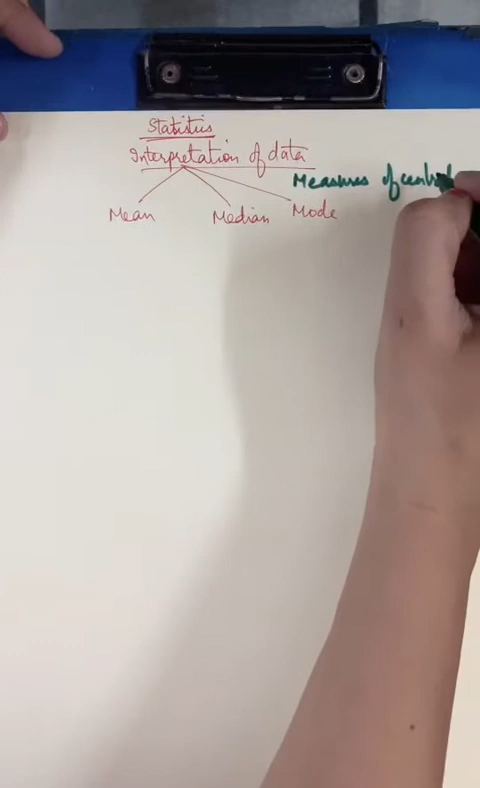 Statistics
Interpretation of data
Measures of central
Mean Median Mode